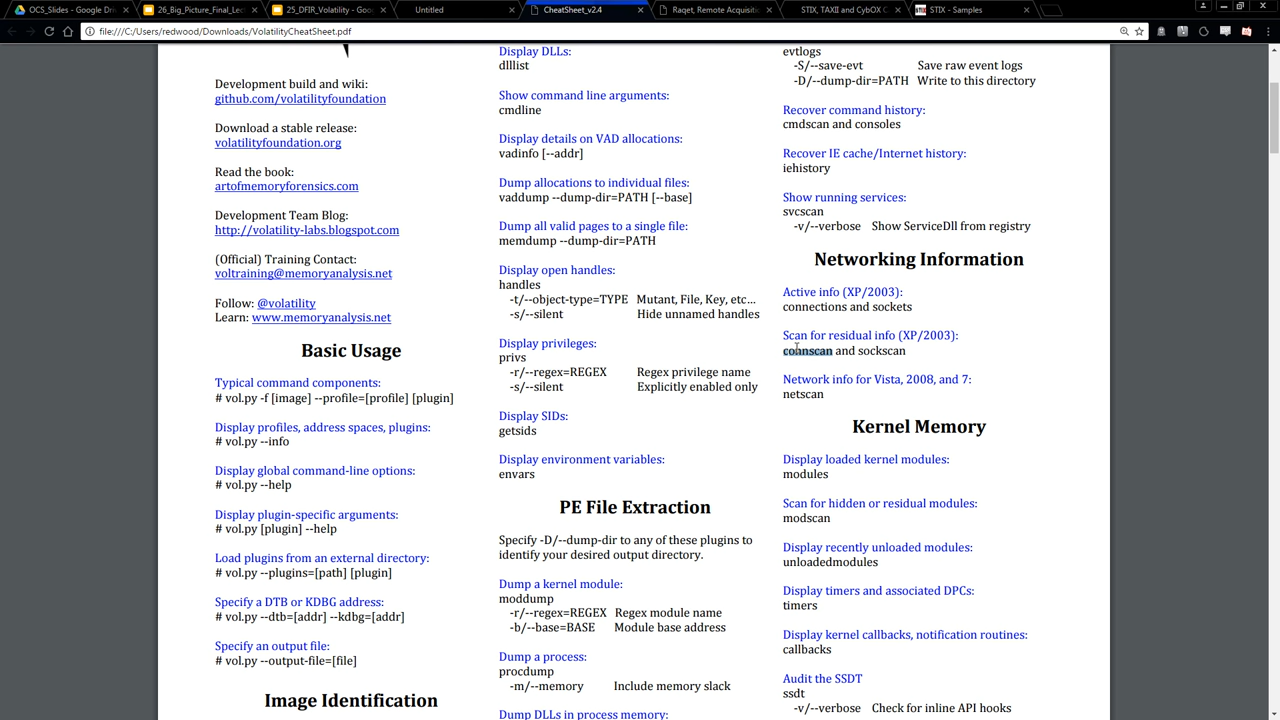 OCS_Slides - Google Drive
26_Big_Picture_Final_Lec
25_DFIR_Volatility - Goo
Untitled
CheatSheet_v2.4
Raqet, Remote Acquisitio
STIX, TAXII and CybOX C
STIX - Samples
file:///C:/Users/redwood/Downloads/VolatilityCheatSheet.pdf
Development build and wiki:
github.com/volatilityfoundation
Download a stable release:
volatilityfoundation.org
Read the book:
artofmemoryforensics.com
Development Team Blog:
http://volatility-labs.blogspot.com
(Official) Training Contact:
voltraining@memoryanalysis.net
Follow: @volatility
Learn: www.memoryanalysis.net
Basic Usage
Typical command components:
# vol.py -f [image] --profile=[profile] [plugin]
Display profiles, address spaces, plugins:
# vol.py --info
Display global command-line options:
# vol.py --help
Display plugin-specific arguments:
# vol.py [plugin] --help
Load plugins from an external directory:
# vol.py --plugins=[path] [plugin]
Specify a DTB or KDBG address:
# vol.py --dtb=[addr] --kdbg=[addr]
Specify an output file:
# vol.py --output-file=[file]
Image Identification
Display DLLs:
dlllist
Show command line arguments:
cmdline
Display details on VAD allocations:
vadinfo [--addr]
Dump allocations to individual files:
vaddump --dump-dir=PATH [--base]
Dump all valid pages to a single file:
memdump --dump-dir=PATH
Display open handles:
handles
-t/--object-type=TYPE Mutant, File, Key, etc…
-s/--silent Hide unnamed handles
Display privileges:
privs
-r/--regex=REGEX Regex privilege name
-s/--silent Explicitly enabled only
Display SIDs:
getsids
Display environment variables:
envars
PE File Extraction
Specify -D/--dump-dir to any of these plugins to
identify your desired output directory.
Dump a kernel module:
moddump
-r/--regex=REGEX Regex module name
-b/--base=BASE Module base address
Dump a process:
procdump
-m/--memory Include memory slack
Dump DLLs in process memory:
evtlogs
-S/--save-evt Save raw event logs
-D/--dump-dir=PATH Write to this directory
Recover command history:
cmdscan and consoles
Recover IE cache/Internet history:
iehistory
Show running services:
svcscan
-v/--verbose Show ServiceDll from registry
Networking Information
Active info (XP/2003):
connections and sockets
Scan for residual info (XP/2003):
connscan and sockscan
Network info for Vista, 2008, and 7:
netscan
Kernel Memory
Display loaded kernel modules:
modules
Scan for hidden or residual modules:
modscan
Display recently unloaded modules:
unloadedmodules
Display timers and associated DPCs:
timers
Display kernel callbacks, notification routines:
callbacks
Audit the SSDT
ssdt
-v/--verbose Check for inline API hooks